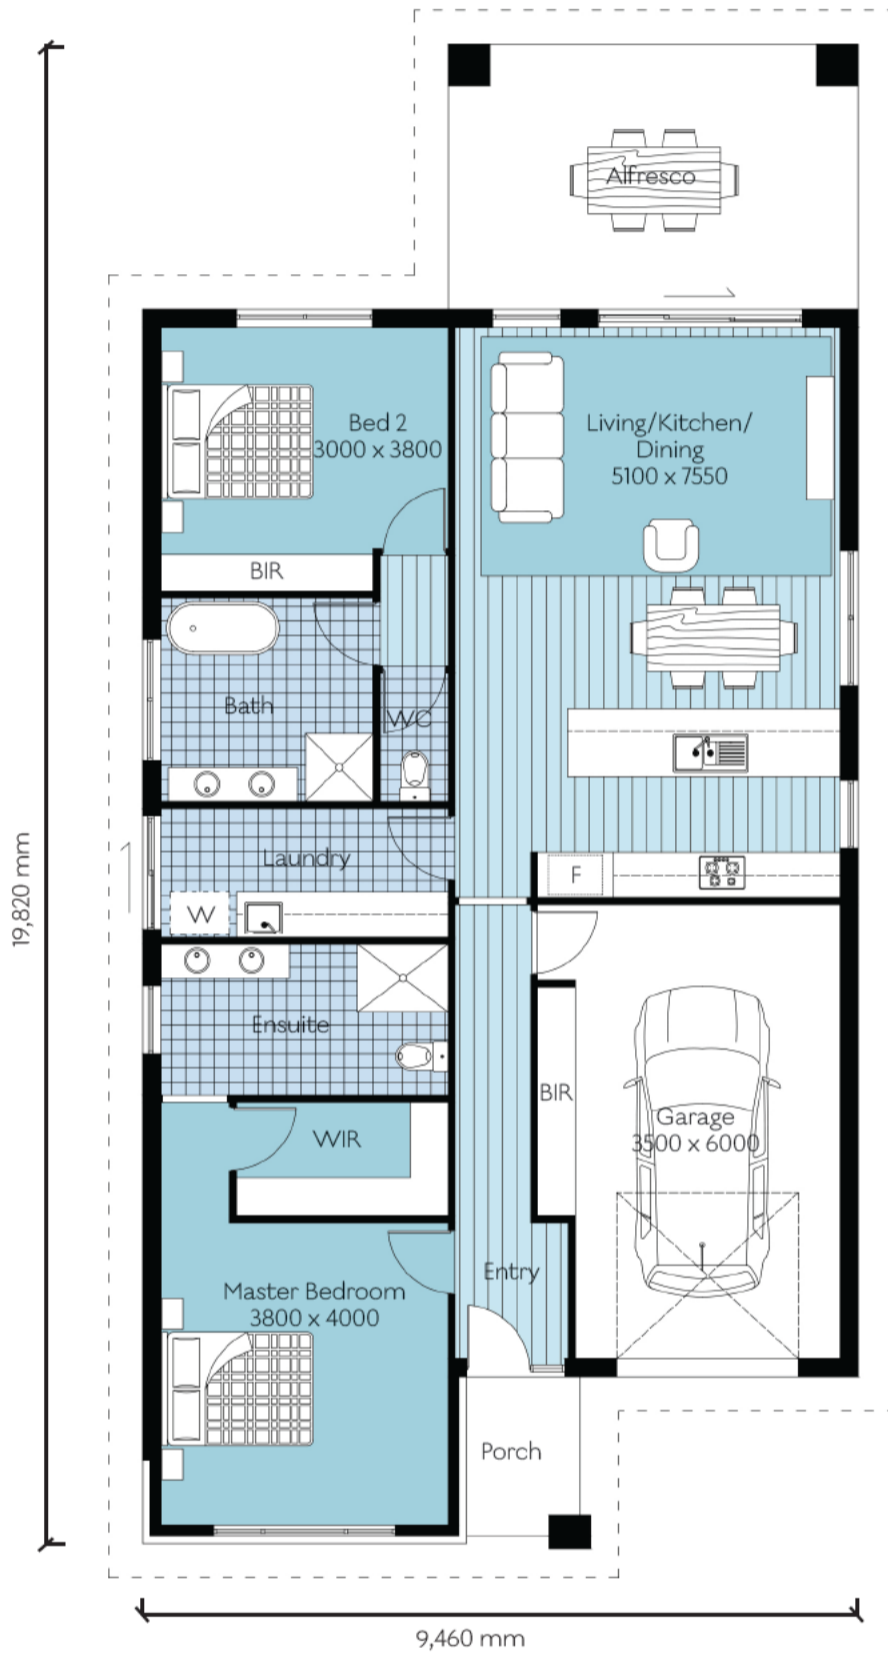 Alfresco
Bed 2
3000 x 3800
Living/Kitchen/
Dining
5100 x 7550
BIR
Bath
WC
Laundry
F
W
19,820 mm
Ensuite
BIR
Garage
3500 x 6000
WIR
Entry
Master Bedroom
3800 x 4000
Porch
9,460 mm